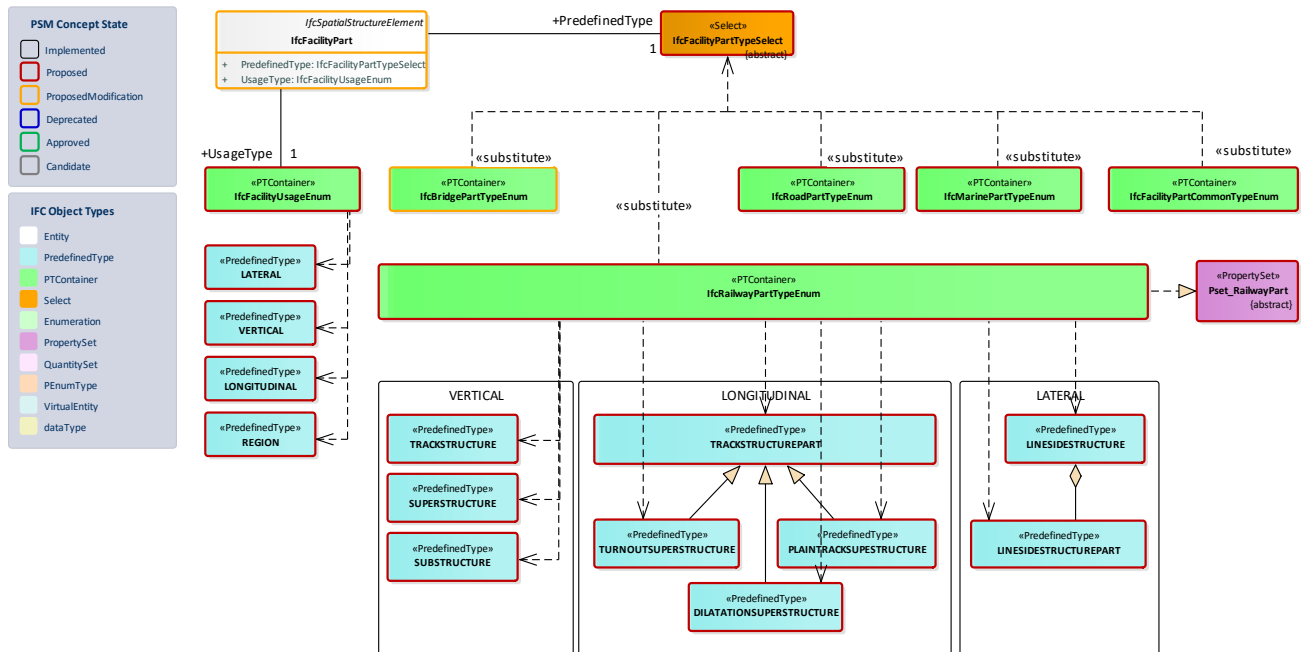 PSM Concept State
Implemented
Proposed
ProposedModification
Deprecated
Approved
Candidate
IFC Object Types
Entity
PredefinedType
PTContainer
Select
Enumeration
PropertySet
QuantitySet
PEnumType
VirtualEntity
dataType
IfcSpatialStructureElement
IfcFacilityPart
+ PredefinedType: IfcFacilityPartTypeSelect
+ UsageType: IfcFacilityUsageEnum
+PredefinedType
1
«Select»
IfcFacilityPartTypeSelect
{abstract}
+UsageType 1
«substitute»
«substitute»
«substitute»
«substitute»
«substitute»
«PTContainer»
IfcFacilityUsageEnum
«PTContainer»
IfcBridgePartTypeEnum
«PTContainer»
IfcRoadPartTypeEnum
«PTContainer»
IfcMarinePartTypeEnum
«PTContainer»
IfcFacilityPartCommonTypeEnum
«PredefinedType»
LATERAL
«PredefinedType»
VERTICAL
«PredefinedType»
LONGITUDINAL
«PredefinedType»
REGION
«PTContainer»
IfcRailwayPartTypeEnum
«PropertySet»
Pset_RailwayPart
{abstract}
VERTICAL
«PredefinedType»
TRACKSTRUCTURE
«PredefinedType»
SUPERSTRUCTURE
«PredefinedType»
SUBSTRUCTURE
LONGITUDINAL
«PredefinedType»
TRACKSTRUCTUREPART
«PredefinedType»
TURNOUTSUPERSTRUCTURE
«PredefinedType»
PLAINTRACKSUPESTRUCTURE
«PredefinedType»
DILATATIONSUPERSTRUCTURE
LATERAL
«PredefinedType»
LINESIDESTRUCTURE
«PredefinedType»
LINESIDESTRUCTUREPART